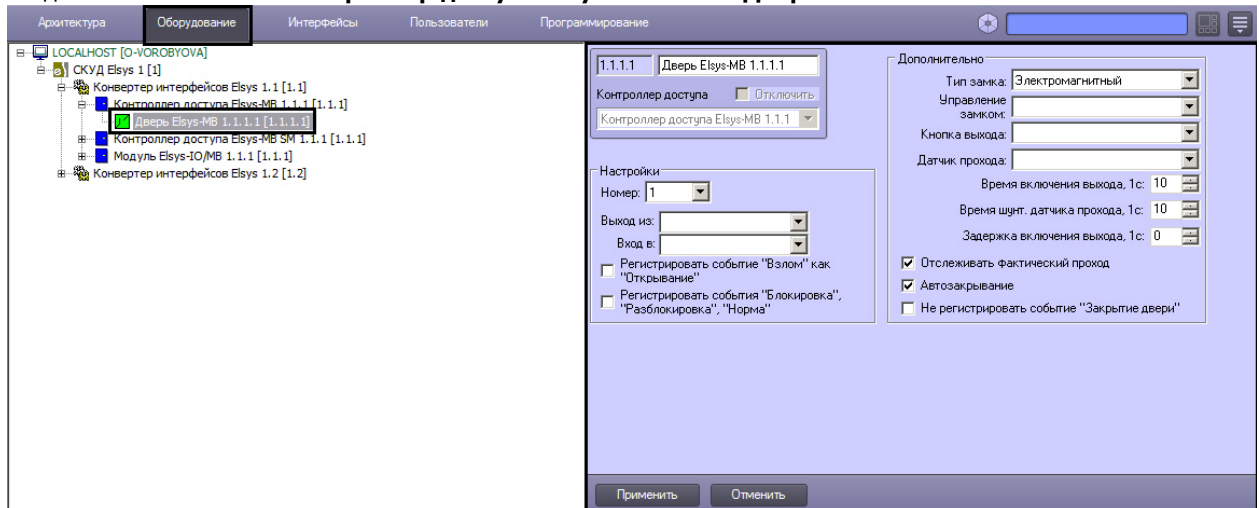 Архитектура Оборудование Интерфейсы Пользователи Программирование
LOCALHOST [O-VOROBYOVA]
СКУД Elsys 1 [1]
Конвертер интерфейсов Elsys 1.1 [1.1]
Контроллер доступа Elsys-MB 1.1.1 [1.1.1]
Дверь Elsys-MB 1.1.1.1 [1.1.1.1]
Контроллер доступа Elsys-MB SM 1.1.1 [1.1.1]
Модуль Elsys-IO/MB 1.1.1 [1.1.1]
Конвертер интерфейсов Elsys 1.2 [1.2]
1.1.1.1 Дверь Elsys-MB 1.1.1.1
Контроллер доступа Отключить
Контроллер доступа Elsys-MB 1.1.1
Настройки
Номер: 1
Выход из:
Вход в:
Регистрировать событие "Взлом" как
"Открывание"
Регистрировать события "Блокировка",
"Разблокировка", "Норма"
Дополнительно
Тип замка: Электромагнитный
Управление
замком:
Кнопка выхода:
Датчик прохода:
Время включения выхода, 1с: 10
Время шунт. датчика прохода, 1с: 10
Задержка включения выхода, 1с: 0
Отслеживать фактический проход
Автозакрывание
Не регистрировать событие "Закрытие двери"
Применить Отменить